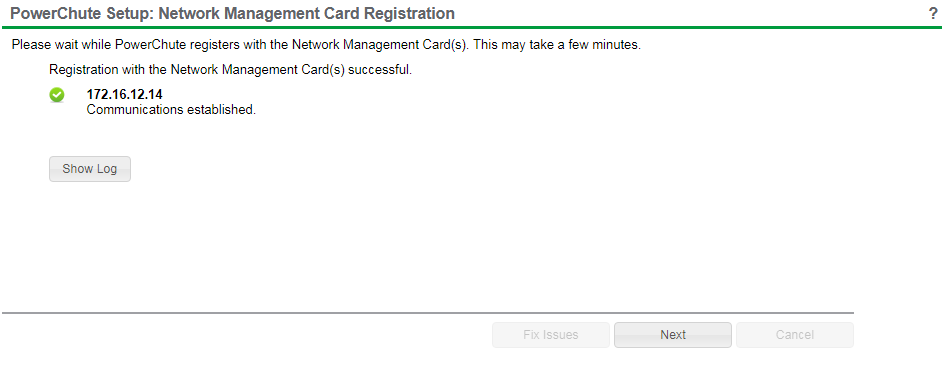 PowerChute Setup: Network Management Card Registration
?
Please wait while PowerChute registers with the Network Management Card(s). This may take a few minutes.
Registration with the Network Management Card(s) successful.
172.16.12.14
Communications established.
Show Log
Fix Issues
Next
Cancel